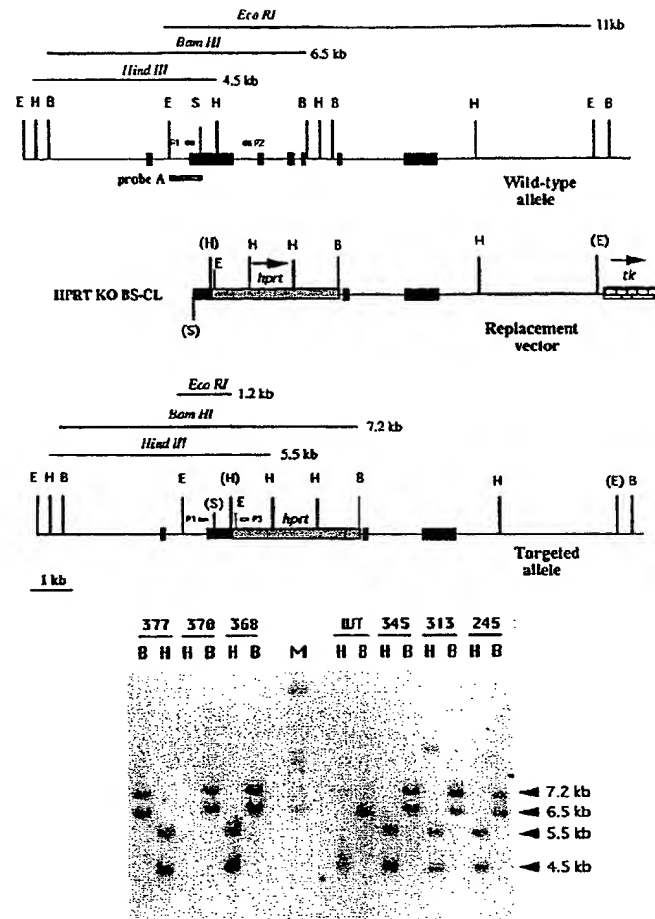 Eco RI 11kb
Bam HI 6.5 kb
Hind III 4.5 kb
E H B E S H B H B H E B
P1 P2
probe A
Wild-type
allele
(H) H H B H (E)
E hprt tk
HPRT KO BS-CL
(S)
Replacement
vector
Eco RI 1.2 kb
Bam HI 7.2 kb
Hind III 5.5 kb
E H B E (S) (H) E H H B H (E) B
P1 P3 hprt
Targeted
allele
1 kb
377 370 368 WT 345 313 245
B H H B H B M H B H B H B H B
7.2 kb
6.5 kb
5.5 kb
4.5 kb